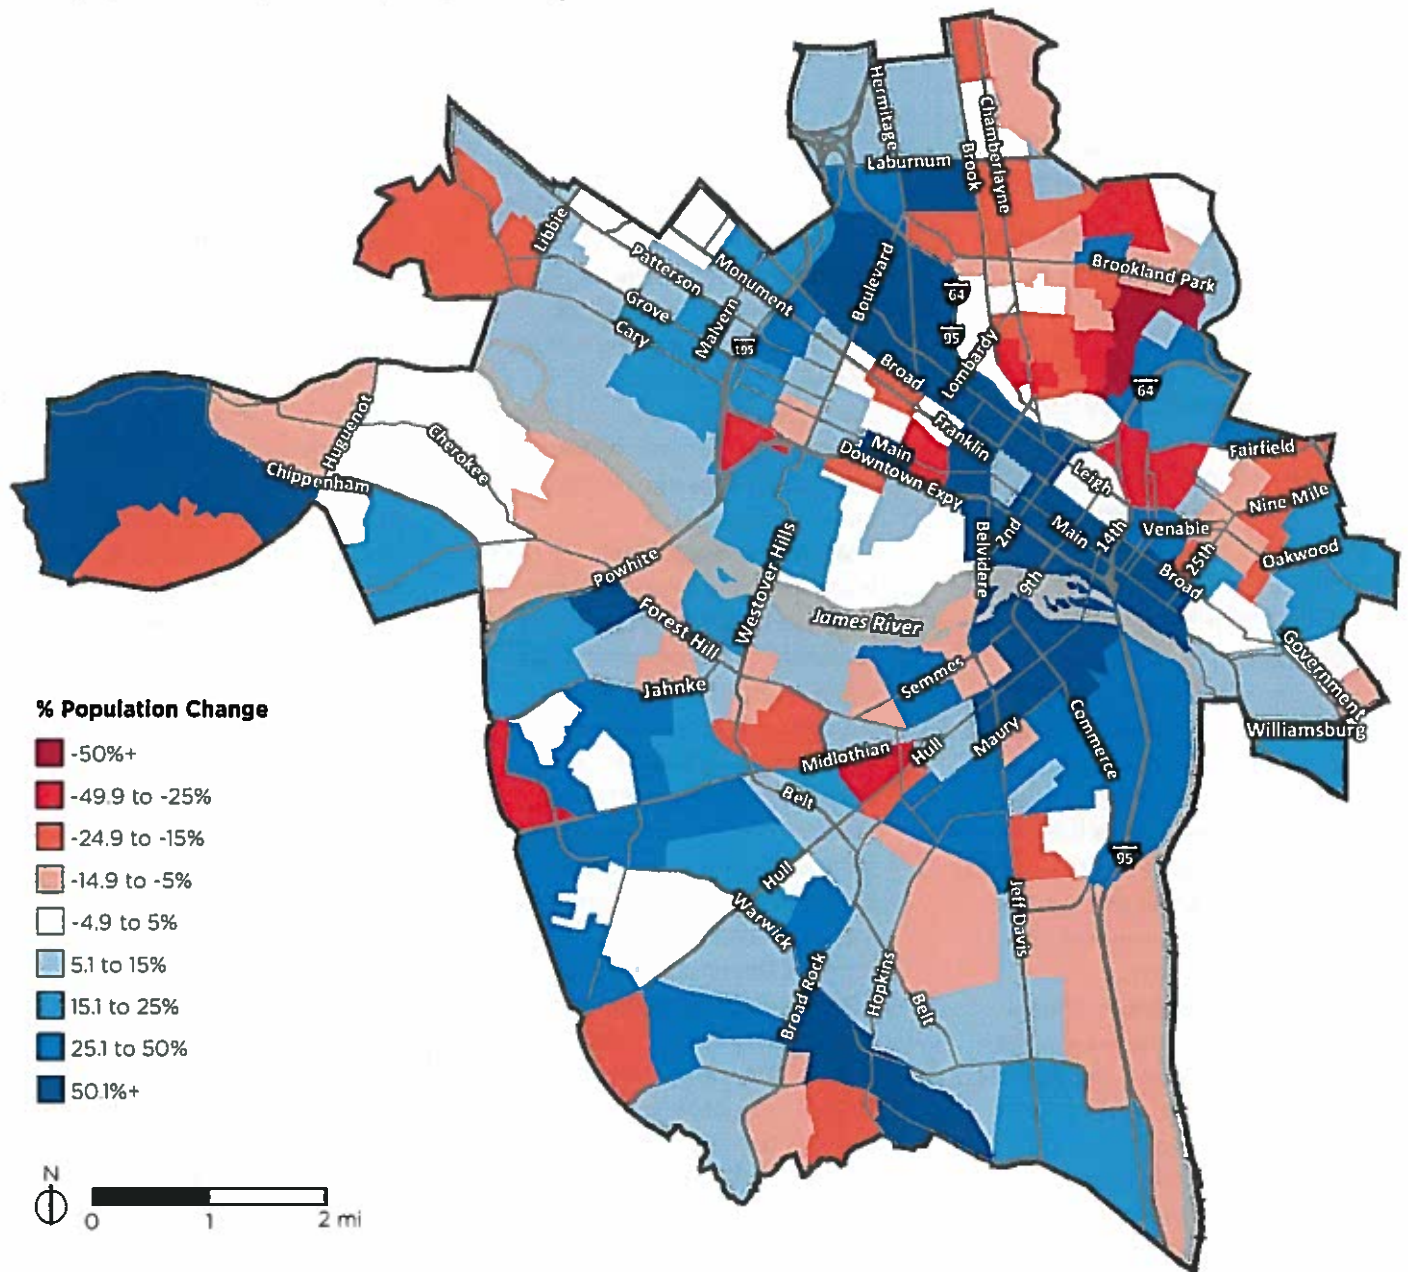 Hermitage
Chamberlayne
Brook
Laburnum
Libbie
Patterson
Monument
Boulevard
Brookland Park
Grove
Malvern
64
Cary
195
95
Lombardy
Broad
64
Franklin
Huguenot
Cherokee
Main
Downtown Expy
Fairfield
Chippenham
Leigh
Nine Mile
2nd
Main
14th
Venable
25th
Oakwood
Belvidere
Broad
Powhite
Westover Hills
9th
Forest Hill
James River
Government
Semmes
Jahnke
% Population Change
-50%+
-49.9 to -25%
-24.9 to -15%
-14.9 to -5%
-4.9 to 5%
5.1 to 15%
15.1 to 25%
25.1 to 50%
50.1%+
Commerce
Williamsburg
Midlothian
Hull
Maury
Belt
95
Hull
Warwick
Jeff Davis
Broad Rock
Hopkins
Belt
N
0 1 2 mi